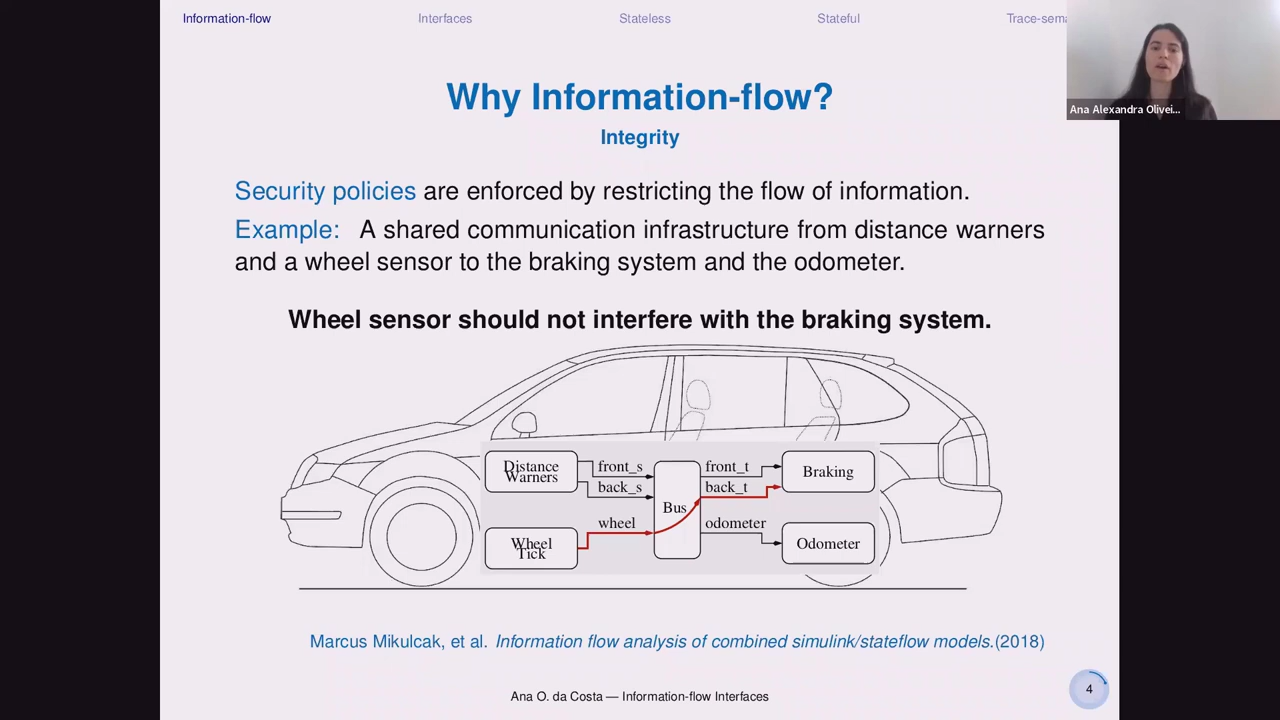 Information-flow Interfaces Stateless Stateful Trace-sema
Ana Alexandra Olivei...
Why Information-flow?
Integrity
Security policies are enforced by restricting the flow of information.
Example: A shared communication infrastructure from distance warners
and a wheel sensor to the braking system and the odometer.
Wheel sensor should not interfere with the braking system.
Distance
Warners
front_s
back_s
wheel
Wheel
Tick
Bus
front_t
back_t
odometer
Braking
Odometer
Marcus Mikulcak, et al. Information flow analysis of combined simulink/stateflow models.(2018)
Ana O. da Costa — Information-flow Interfaces
4